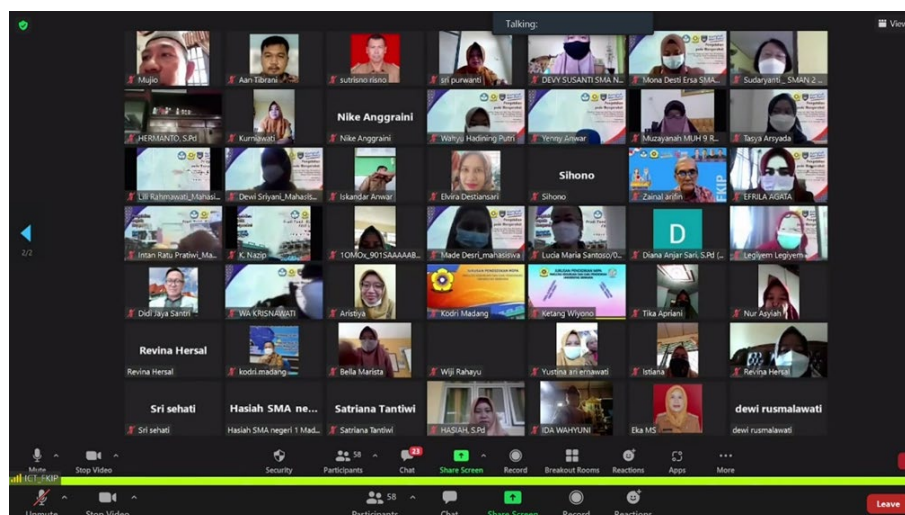 Talking:
View
Mujio
Aan Tibrani
sutrisno risno
sri purwanti
DEVY SUSANTI SMA N...
Mona Desti Ersa SMA...
Sudaryanti_ SMAN 2 ...
HERMANTO, S.Pd
Kurniawati
Nike Anggraini
Nike Anggraini
Wahyu Hadining Putri
Yenny Anwar
Muzayanah MUH 9 R...
Tasya Arsyada
Lili Rahmawati_Mahasi...
Dewi Sriyani_Mahasis...
Iskandar Anwar
Elvira Destiansari
Sihono
Sihono
Zainal arifin
FKIP
EFRILA AGATA
2/2
Intan Ratu Pratiwi_Ma...
K. Nazip
1OMOx_901SAAAAAB...
Made Desri_mahasiswa
Lucia Maria Santoso/0...
D
Diana Anjar Sari, S.Pd (...
Legiyem Legiyem
Didi Jaya Santri
WA KRISNAWATI
Aristiya
Kodri Madang
Ketang Wiyono
Tika Apriani
Nur Asyiah
Revina Hersal
Revina Hersal
kodri.madang
Bella Marista
Wiji Rahayu
Yustina ari ernawati
Istiana
Revina Hersal
Sri sehati
Sri sehati
Hasiah SMA ne...
Hasiah SMA negeri 1 Mad...
Satriana Tantiwi
Satriana Tantiwi
HASIAH, S.Pd
IDA WAHYUNI
Eka MS
dewi rusmalawati
dewi rusmalawati
58
23
Mute
Stop Video
Security
Participants
Chat
Share Screen
Record
Breakout Rooms
Reactions
Apps
More
ICT_FKIP
58
Unmute
Stop Video
Participants
Chat
Share Screen
Record
Reactions
Leave